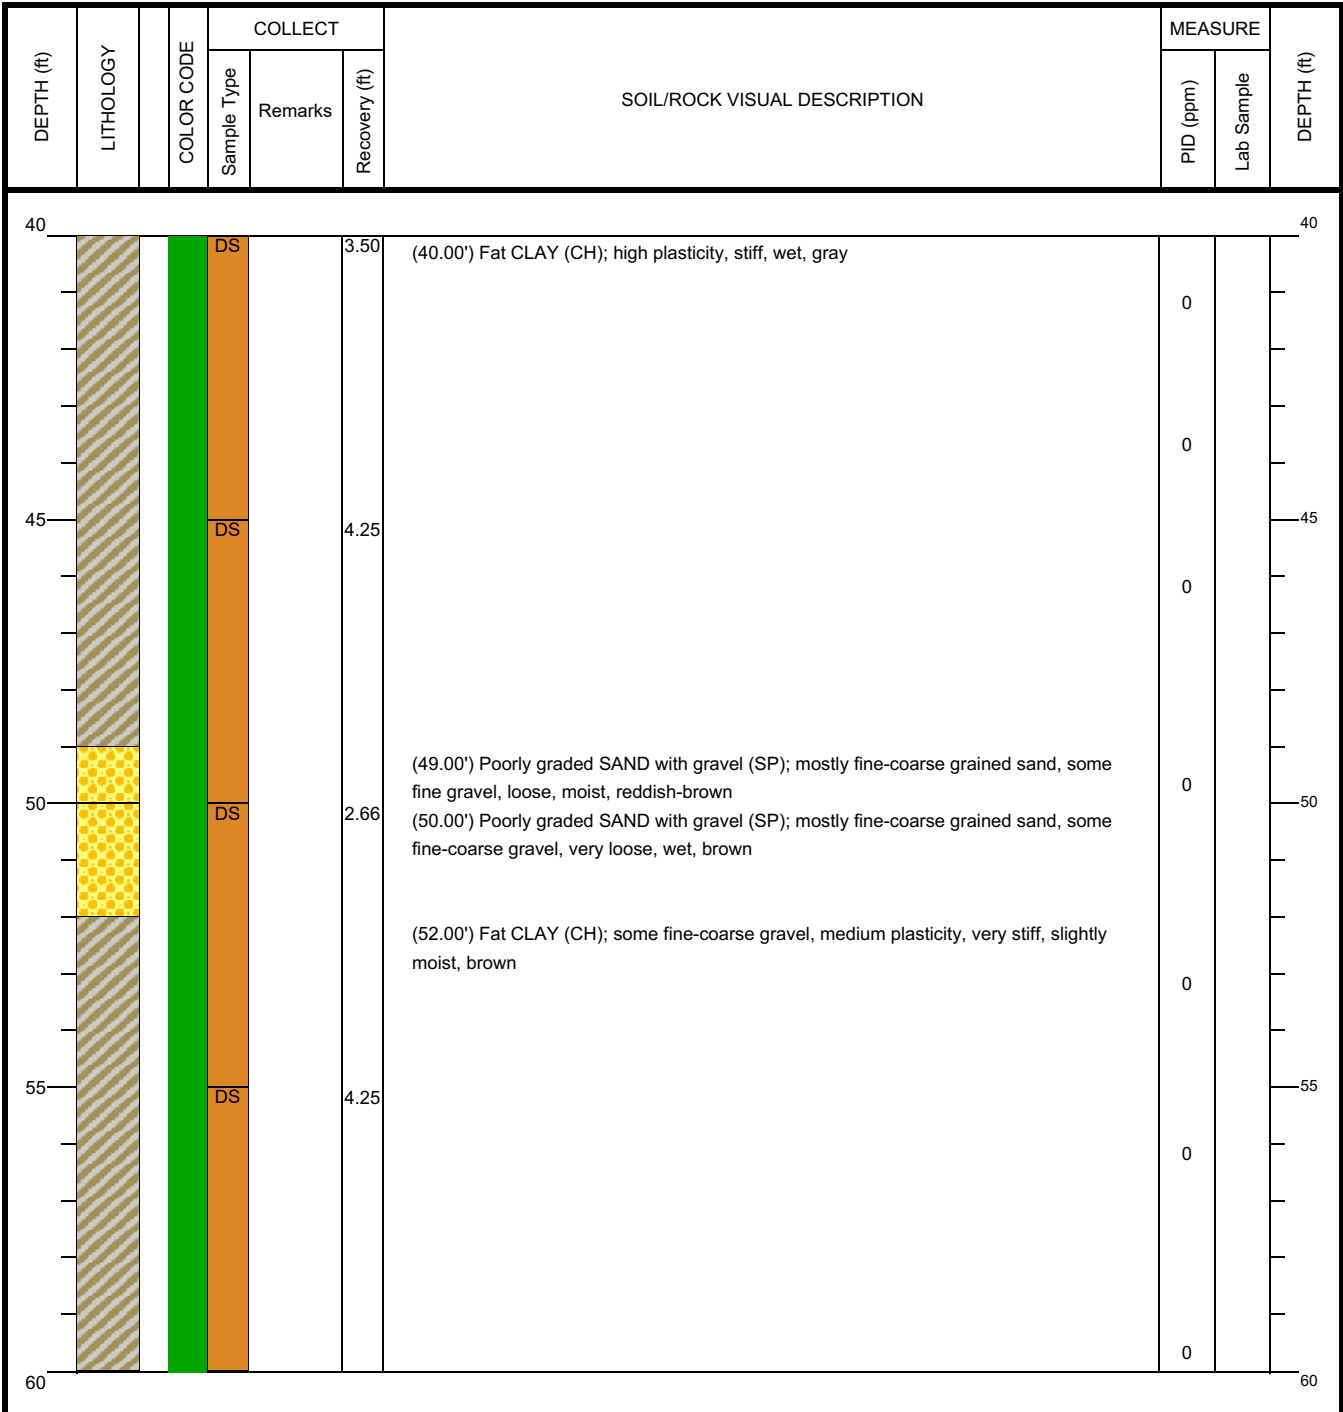 DEPTH (ft)
LITHOLOGY
COLOR CODE
COLLECT
Sample Type
Remarks
Recovery (ft)
SOIL/ROCK VISUAL DESCRIPTION
MEASURE
PID (ppm)
Lab Sample
DEPTH (ft)
40
40
DS
3.50
(40.00') Fat CLAY (CH); high plasticity, stiff, wet, gray
0
0
45
DS
4.25
45
0
(49.00') Poorly graded SAND with gravel (SP); mostly fine-coarse grained sand, some
fine gravel, loose, moist, reddish-brown
0
50
DS
2.66
50
(50.00') Poorly graded SAND with gravel (SP); mostly fine-coarse grained sand, some
fine-coarse gravel, very loose, wet, brown
(52.00') Fat CLAY (CH); some fine-coarse gravel, medium plasticity, very stiff, slightly
moist, brown
0
55
DS
4.25
55
0
0
60
60